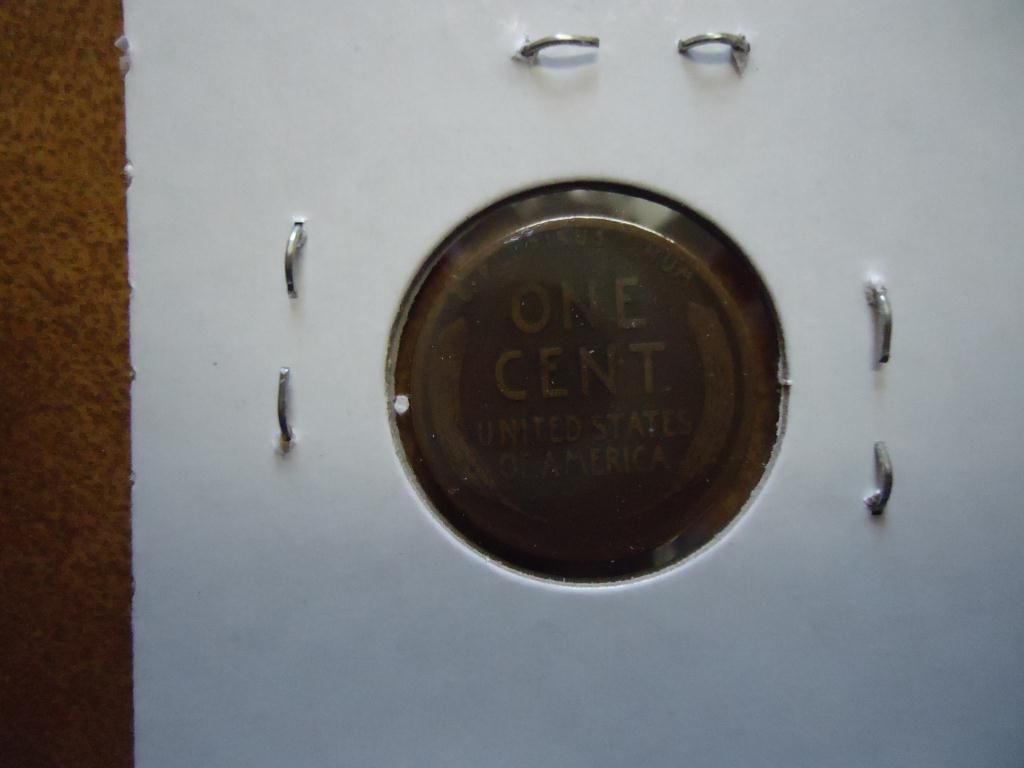 ONE
CENT
UNITED STATES
OF AMERICA